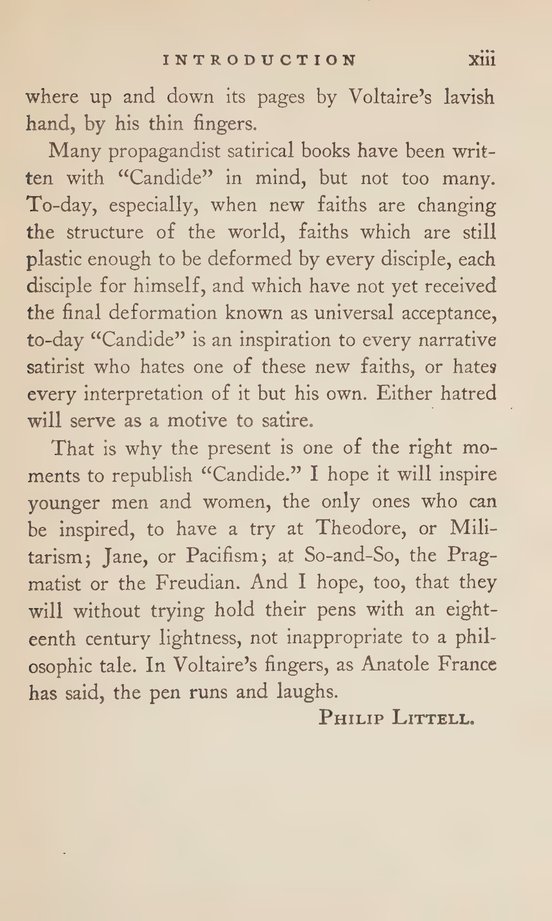 INTRODUCTION xiii
where up and down its pages by Voltaire's lavish
hand, by his thin fingers.
Many propagandist satirical books have been writ-
ten with “Candide” in mind, but not too many.
To-day, especially, when new faiths are changing
the structure of the world, faiths which are still
plastic enough to be deformed by every disciple, each
disciple for himself, and which have not yet received
the final deformation known as universal acceptance,
to-day “Candide” is an inspiration to every narrative
satirist who hates one of these new faiths, or hates
every interpretation of it but his own. Either hatred
will serve as a motive to satire.
That is why the present is one of the right mo-
ments to republish “Candide.” I hope it will inspire
younger men and women, the only ones who can
be inspired, to have a try at Theodore, or Mili-
tarism; Jane, or Pacifism; at So-and-So, the Prag-
matist or the Freudian. And I hope, too, that they
will without trying hold their pens with an eight-
eenth century lightness, not inappropriate to a phil-
osophic tale. In Voltaire's fingers, as Anatole France
has said, the pen runs and laughs.
PHILIP LITTELL.